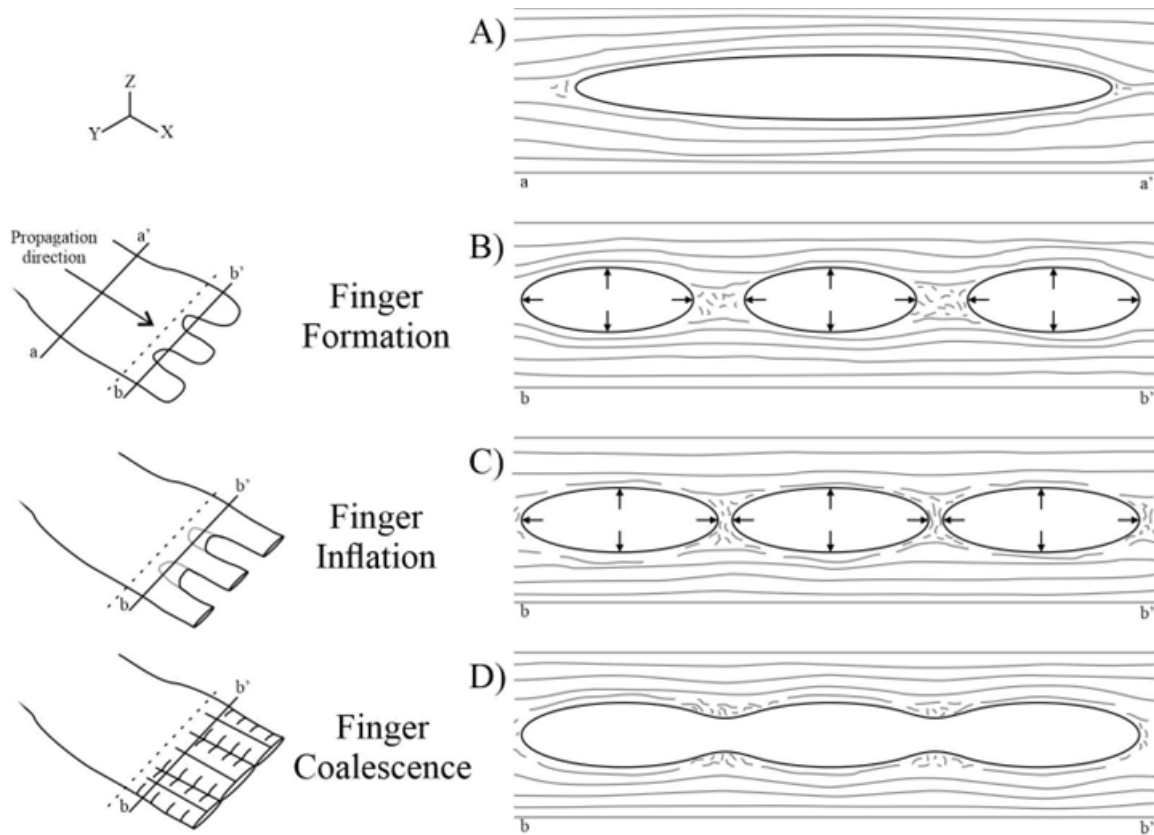 A)
Z
Y
X
a
a'
Propagation
direction
a'
b'
a
b
Finger
Formation
B)
b
b'
b'
b
Finger
Inflation
C)
b
b'
b'
b
Finger
Coalescence
D)
b
b'